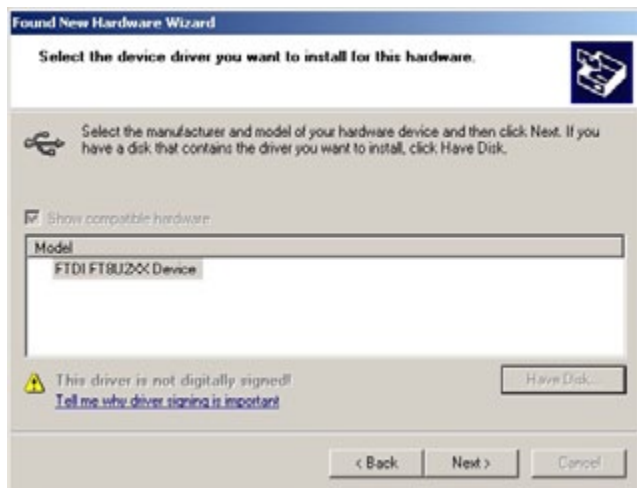 Found New Hardware Wizard
Select the device driver you want to install for this hardware.
Select the manufacturer and model of your hardware device and then click Next. If you
have a disk that contains the driver you want to install, click Have Disk.
Show compatible hardware
Model
FTDI FT8U2XX Device
This driver is not digitally signed!
Tell me why driver signing is important
Have Disk...
< Back
Next >
Cancel